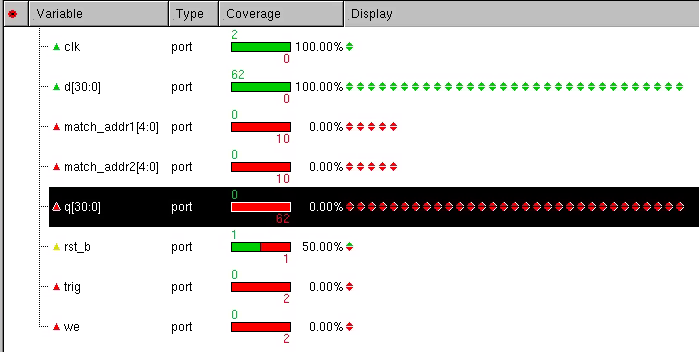 Variable Type Coverage Display
clk port 2 0 100.00%
d[30:0] port 62 0 100.00%
match_addr1[4:0] port 0 10 0.00%
match_addr2[4:0] port 0 10 0.00%
q[30:0] port 0 62 0.00%
rst_b port 1 1 50.00%
trig port 0 2 0.00%
we port 0 2 0.00%